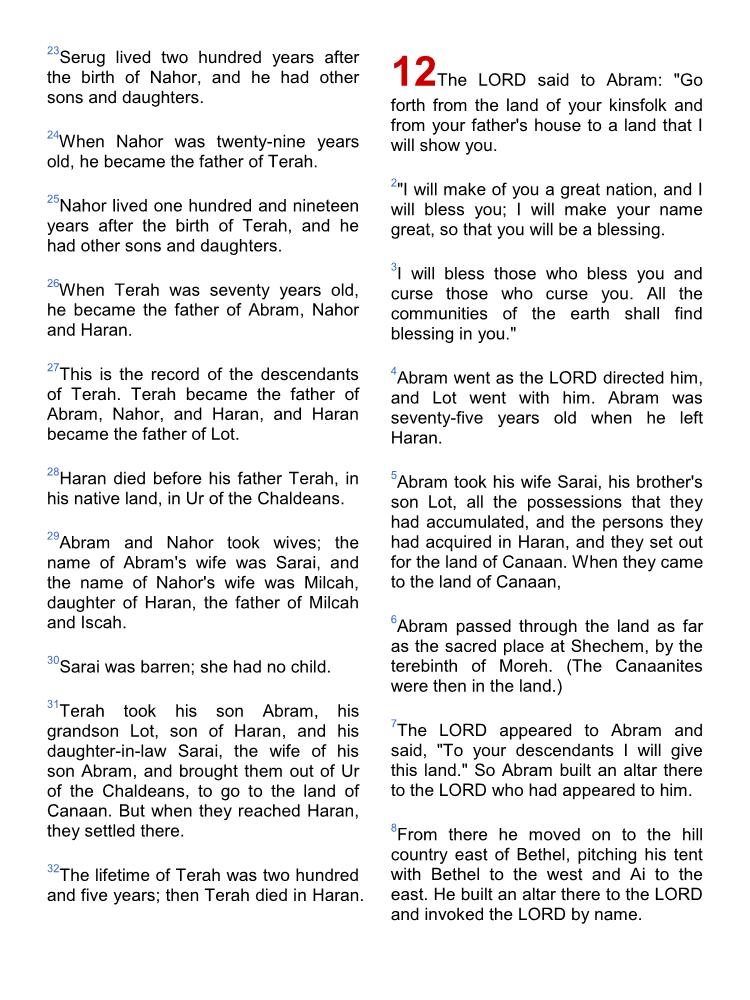 23Serug lived two hundred years after
the birth of Nahor, and he had other
sons and daughters.
24When Nahor was twenty-nine years
old, he became the father of Terah.
25Nahor lived one hundred and nineteen
years after the birth of Terah, and he
had other sons and daughters.
26When Terah was seventy years old,
he became the father of Abram, Nahor
and Haran.
27This is the record of the descendants
of Terah. Terah became the father of
Abram, Nahor, and Haran, and Haran
became the father of Lot.
28Haran died before his father Terah, in
his native land, in Ur of the Chaldeans.
29Abram and Nahor took wives; the
name of Abram's wife was Sarai, and
the name of Nahor's wife was Milcah,
daughter of Haran, the father of Milcah
and Iscah.
30Sarai was barren; she had no child.
31Terah took his son Abram, his
grandson Lot, son of Haran, and his
daughter-in-law Sarai, the wife of his
son Abram, and brought them out of Ur
of the Chaldeans, to go to the land of
Canaan. But when they reached Haran,
they settled there.
32The lifetime of Terah was two hundred
and five years; then Terah died in Haran.
12The LORD said to Abram: "Go
forth from the land of your kinsfolk and
from your father's house to a land that I
will show you.
2"I will make of you a great nation, and I
will bless you; I will make your name
great, so that you will be a blessing.
3I will bless those who bless you and
curse those who curse you. All the
communities of the earth shall find
blessing in you."
4Abram went as the LORD directed him,
and Lot went with him. Abram was
seventy-five years old when he left
Haran.
5Abram took his wife Sarai, his brother's
son Lot, all the possessions that they
had accumulated, and the persons they
had acquired in Haran, and they set out
for the land of Canaan. When they came
to the land of Canaan,
6Abram passed through the land as far
as the sacred place at Shechem, by the
terebinth of Moreh. (The Canaanites
were then in the land.)
7The LORD appeared to Abram and
said, "To your descendants I will give
this land." So Abram built an altar there
to the LORD who had appeared to him.
8From there he moved on to the hill
country east of Bethel, pitching his tent
with Bethel to the west and Ai to the
east. He built an altar there to the LORD
and invoked the LORD by name.